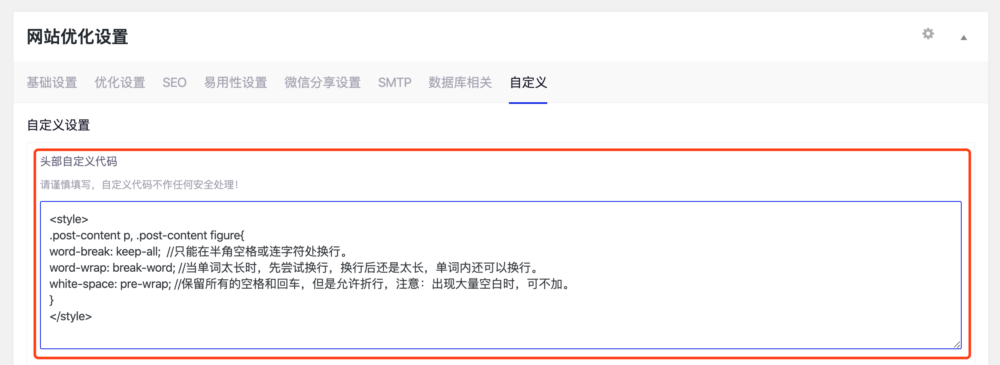 网站优化设置
基础设置 优化设置 SEO 易用性设置 微信分享设置 SMTP 数据库相关 自定义
自定义设置
头部自定义代码
请谨慎填写，自定义代码不作任何安全处理！
<style>
.post-content p, .post-content figure{
word-break: keep-all;  //只能在半角空格或连字符处换行。
word-wrap: break-word; //当单词太长时，先尝试换行，换行后还是太长，单词内还可以换行。
white-space: pre-wrap; //保留所有的空格和回车，但是允许折行，注意：出现大量空白时，可不加。
}
</style>